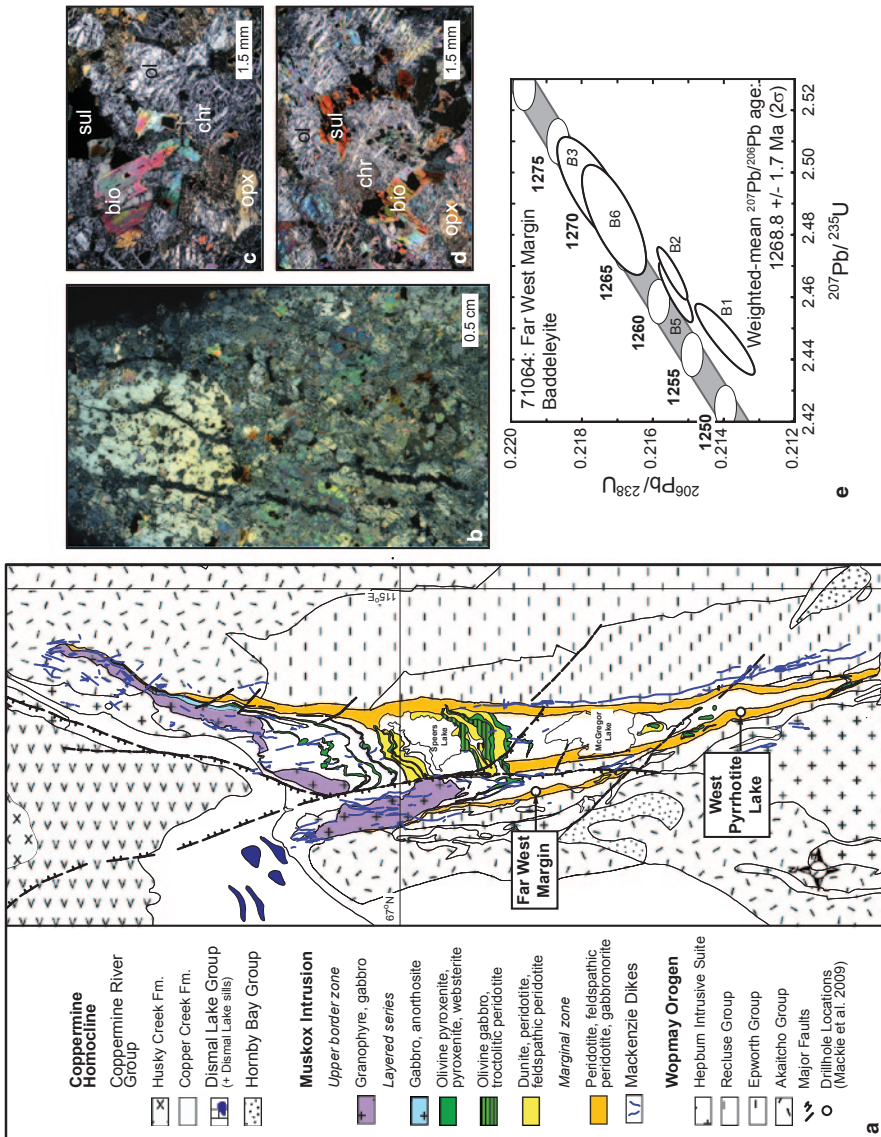 a
Coppermine
Homocline
Coppermine River
Group
Husky Creek Fm.
Copper Creek Fm.
Dismal Lake Group
(+ Dismal Lake sills)
Hornby Bay Group
Muskox Intrusion
Upper border zone
Granophyre, gabbro
Layered series
Gabbro, anorthosite
Olivine pyroxenite,
pyroxenite, websterite
Olivine gabbro,
troctolitic peridotite
Dunite, peridotite,
feldspathic peridotite
Marginal zone
Peridotite, feldspathic
peridotite, gabbronorite
Mackenzie Dikes
Wopmay Orogen
Hepburn Intrusive Suite
Recluse Group
Epworth Group
Akaitcho Group
Major Faults
Drillhole Locations
(Mackie et al. 2009)
67°N
115°E
Speers
Lake
McGregor
Lake
Far West
Margin
West
Pyrrhotite
Lake
b
0.5 cm
c
bio
sul
ol
chr
opx
1.5 mm
d
ol
sul
chr
bio
opx
1.5 mm
e
71064: Far West Margin
Baddeleyite
206Pb/238U
0.220
0.218
0.216
0.214
0.212
1275
1270
1265
1260
1255
1250
B3
B6
B2
B5
B1
Weighted-mean 207Pb/206Pb age:
1268.8 +/- 1.7 Ma (2σ)
2.42
2.44
2.46
2.48
2.50
2.52
207Pb/ 235U